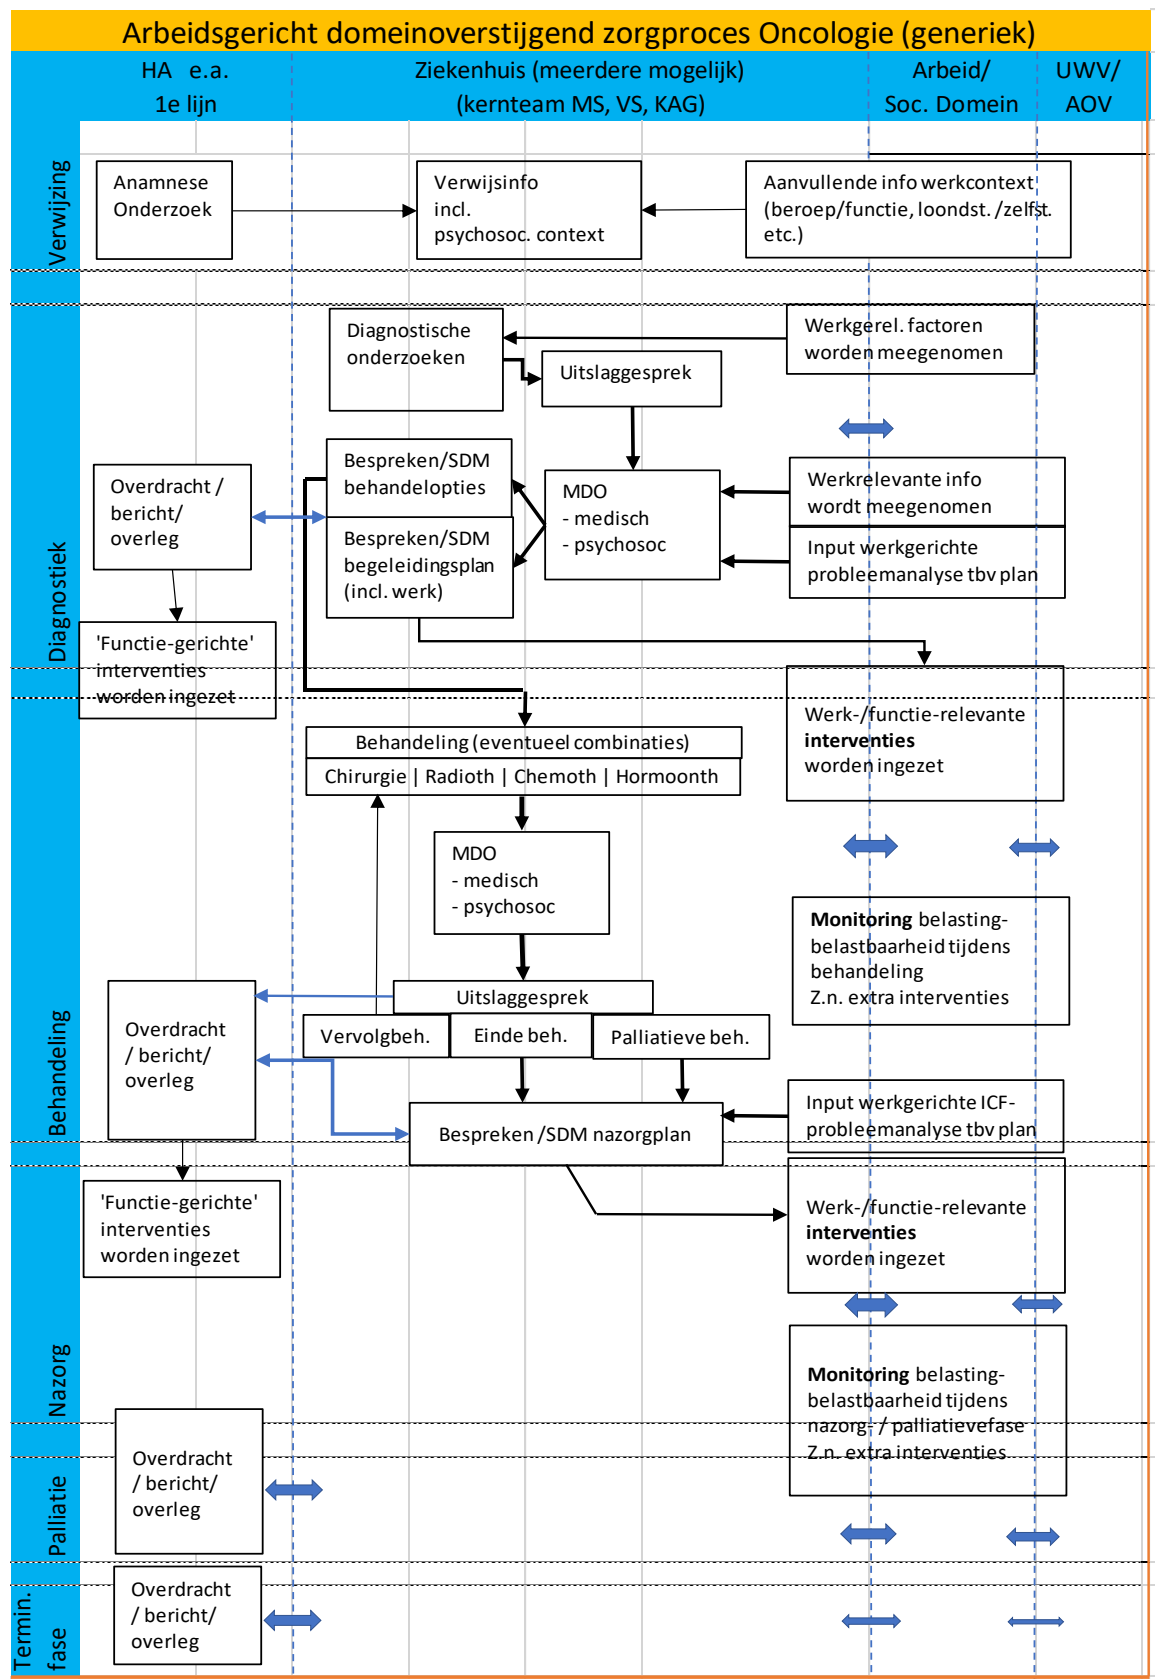 Arbeidsgericht domeinoverstijgend zorgproces Oncologie (generiek)
HA e.a.
1e lijn
Ziekenhuis (meerdere mogelijk)
(kernteam MS, VS, KAG)
Arbeid/
Soc. Domein
UWV/
AOV
Verwijzing
Anamnese
Onderzoek
Verwijsinfo
incl.
psychosoc. context
Aanvullende info werkcontext
(beroep/functie, loondst. /zelfst.
etc.)
Diagnostiek
Diagnostische
onderzoeken
Werkgerel. factoren
worden meegenomen
Uitslaggesprek
Overdracht /
bericht/
overleg
Bespreken/SDM
behandelopties
Bespreken/SDM
begeleidingsplan
(incl. werk)
MDO
- medisch
- psychosoc
Werkrelevante info
wordt meegenomen
Input werkgerichte
probleemanalyse tbv plan
'Functie-gerichte'
interventies
worden ingezet
Werk-/functie-relevante
interventies
worden ingezet
Behandeling
Behandeling (eventueel combinaties)
Chirurgie | Radioth | Chemoth | Hormoonth
MDO
- medisch
- psychosoc
Monitoring belasting-
belastbaarheid tijdens
behandeling
Z.n. extra interventies
Overdracht
/ bericht/
overleg
Uitslaggesprek
Vervolgbeh.
Einde beh.
Palliatieve beh.
Bespreken /SDM nazorgplan
Input werkgerichte ICF-
probleemanalyse tbv plan
Nazorg
'Functie-gerichte'
interventies
worden ingezet
Werk-/functie-relevante
interventies
worden ingezet
Monitoring belasting-
belastbaarheid tijdens
nazorg- / palliatievefase
Z.n. extra interventies
Palliatie
Overdracht
/ bericht/
overleg
Termin.
fase
Overdracht
/ bericht/
overleg